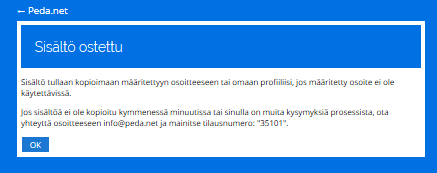 ← Peda.net
Sisältö ostettu
Sisältö tullaan kopioimaan määritettyyn osoitteeseen tai omaan profiiliisi, jos määritetty osoite ei ole
käytettävissä.
Jos sisältöä ei ole kopioitu kymmenessä minuutissa tai sinulla on muita kysymyksiä prosessista, ota
yhteyttä osoitteeseen info@peda.net ja mainitse tilausnumero: "35101".
OK